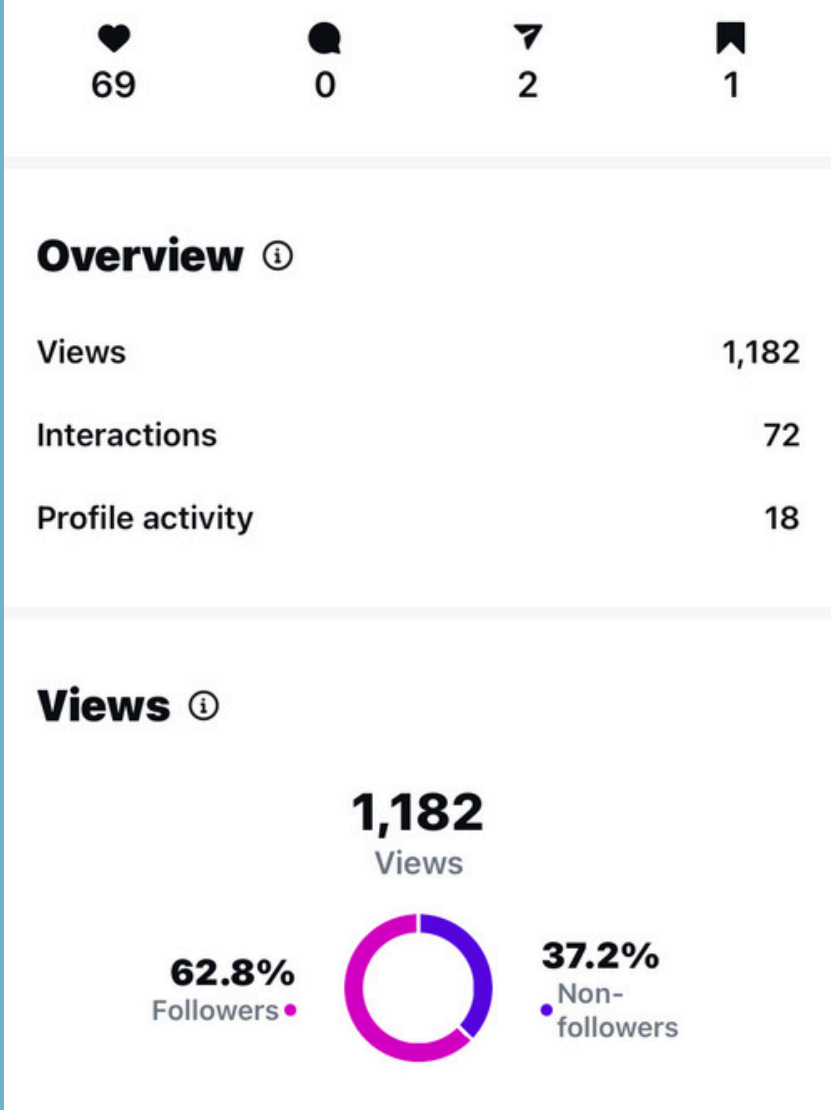 69 0 2 1
Overview
Views 1,182
Interactions 72
Profile activity 18
Views
1,182
Views
62.8%
Followers
37.2%
Non-
followers